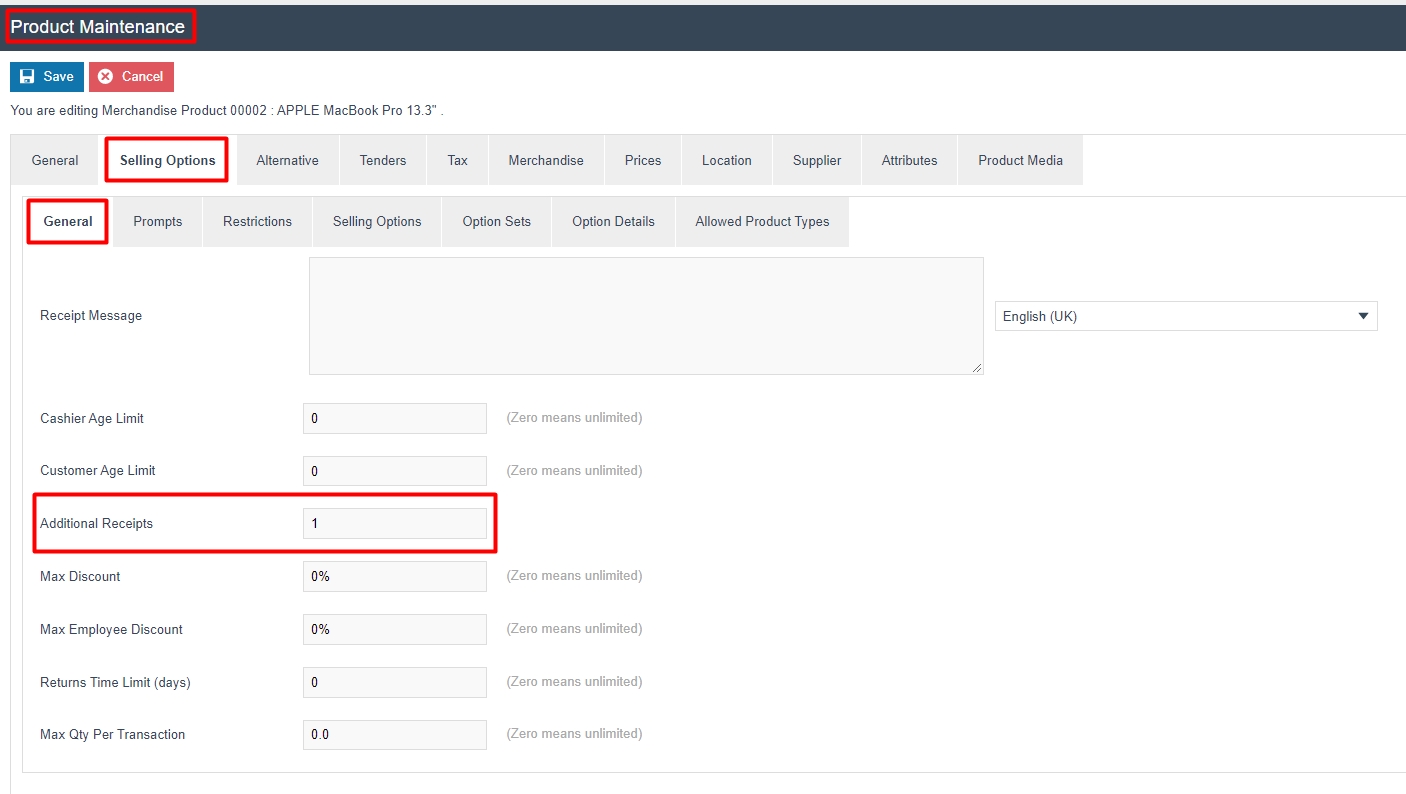 Product Maintenance
Save Cancel
You are editing Merchandise Product 00002 : APPLE MacBook Pro 13.3" .
General Selling Options Alternative Tenders Tax Merchandise Prices Location Supplier Attributes Product Media
General Prompts Restrictions Selling Options Option Sets Option Details Allowed Product Types
Receipt Message English (UK)
Cashier Age Limit 0 (Zero means unlimited)
Customer Age Limit 0 (Zero means unlimited)
Additional Receipts 1
Max Discount 0% (Zero means unlimited)
Max Employee Discount 0% (Zero means unlimited)
Returns Time Limit (days) 0 (Zero means unlimited)
Max Qty Per Transaction 0.0 (Zero means unlimited)